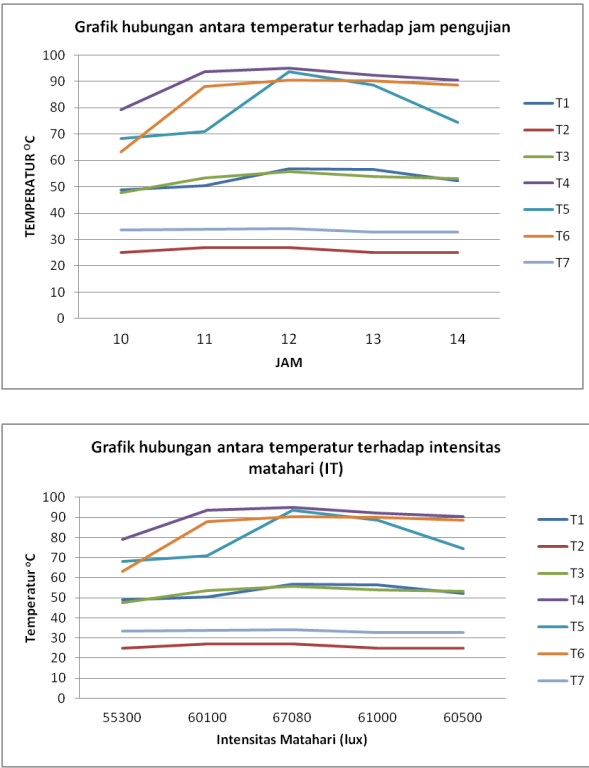 Grafik hubungan antara temperatur terhadap jam pengujian
100
90
80
70
60
50
40
30
20
10
0
TEMPERATUR ºC
10 11 12 13 14
JAM
T1
T2
T3
T4
T5
T6
T7
Grafik hubungan antara temperatur terhadap intensitas
matahari (IT)
100
90
80
70
60
50
40
30
20
10
0
Temperatur ºC
55300 60100 67080 61000 60500
Intensitas Matahari (lux)
T1
T2
T3
T4
T5
T6
T7